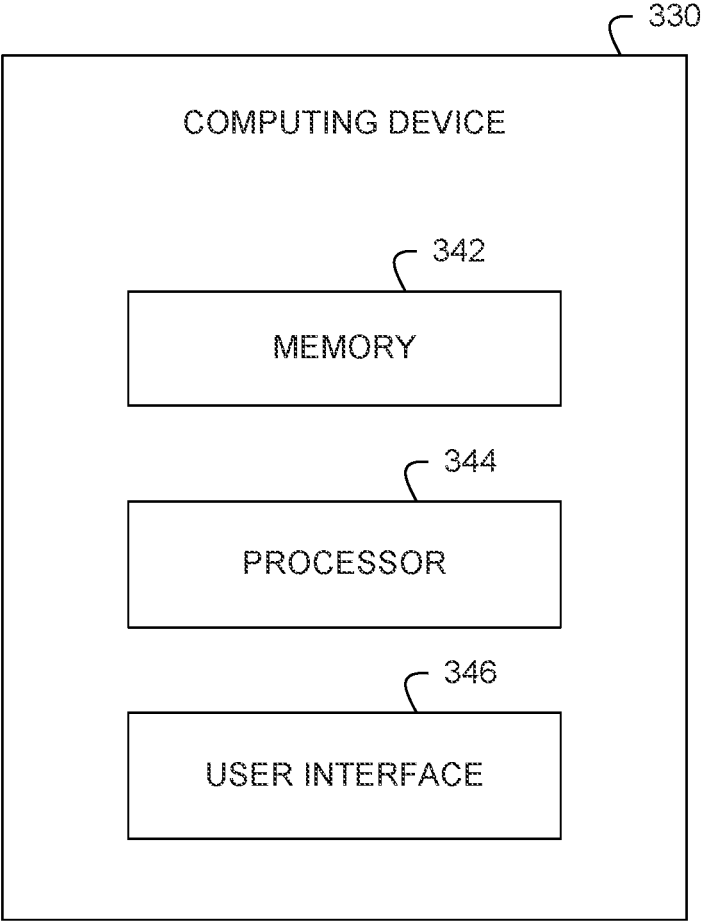 330
COMPUTING DEVICE
342
MEMORY
344
PROCESSOR
346
USER INTERFACE